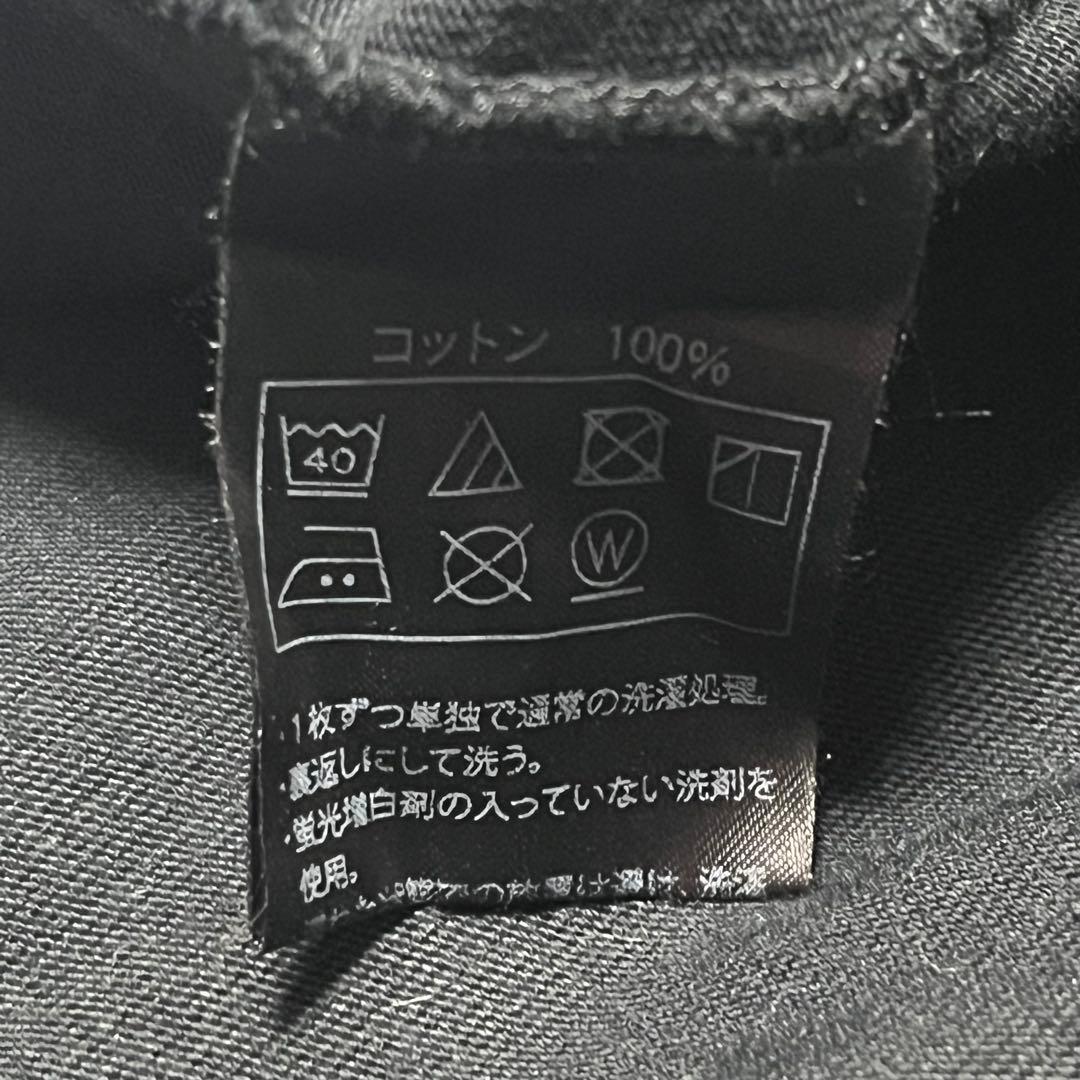 コットン 100%
40
W
・1枚ずつ単独で通常の洗濯処理。
・裏返しにして洗う。
・蛍光増白剤の入っていない洗剤を
使用。